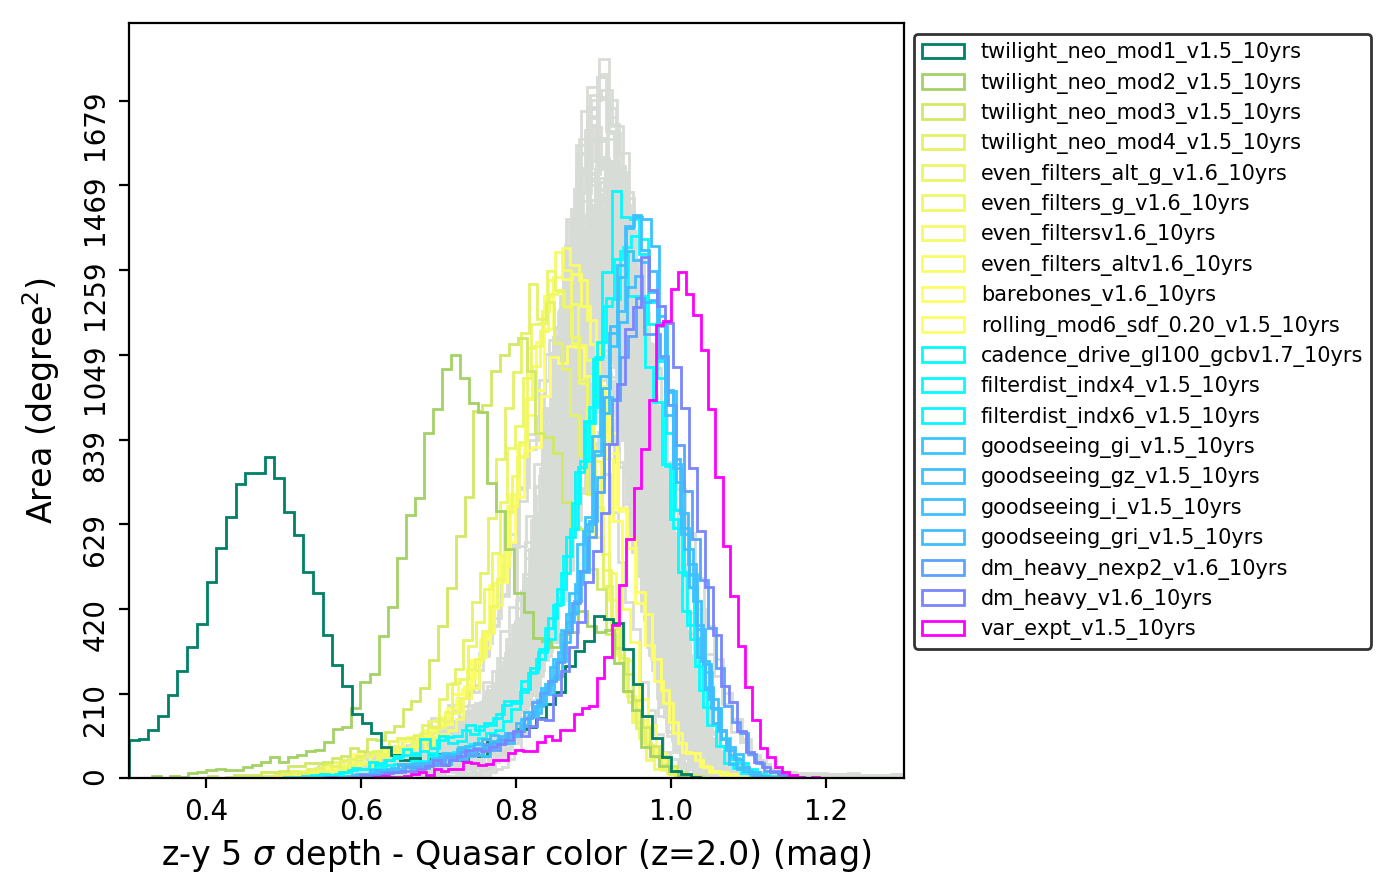 Area (degree²)
1679
1469
1259
1049
839
629
420
210
0
0.4 0.6 0.8 1.0 1.2
z-y 5 σ depth - Quasar color (z=2.0) (mag)
twilight_neo_mod1_v1.5_10yrs
twilight_neo_mod2_v1.5_10yrs
twilight_neo_mod3_v1.5_10yrs
twilight_neo_mod4_v1.5_10yrs
even_filters_alt_g_v1.6_10yrs
even_filters_g_v1.6_10yrs
even_filtersv1.6_10yrs
even_filters_altv1.6_10yrs
barebones_v1.6_10yrs
rolling_mod6_sdf_0.20_v1.5_10yrs
cadence_drive_gl100_gcbv1.7_10yrs
filterdist_indx4_v1.5_10yrs
filterdist_indx6_v1.5_10yrs
goodseeing_gi_v1.5_10yrs
goodseeing_gz_v1.5_10yrs
goodseeing_i_v1.5_10yrs
goodseeing_gri_v1.5_10yrs
dm_heavy_nexp2_v1.6_10yrs
dm_heavy_v1.6_10yrs
var_expt_v1.5_10yrs